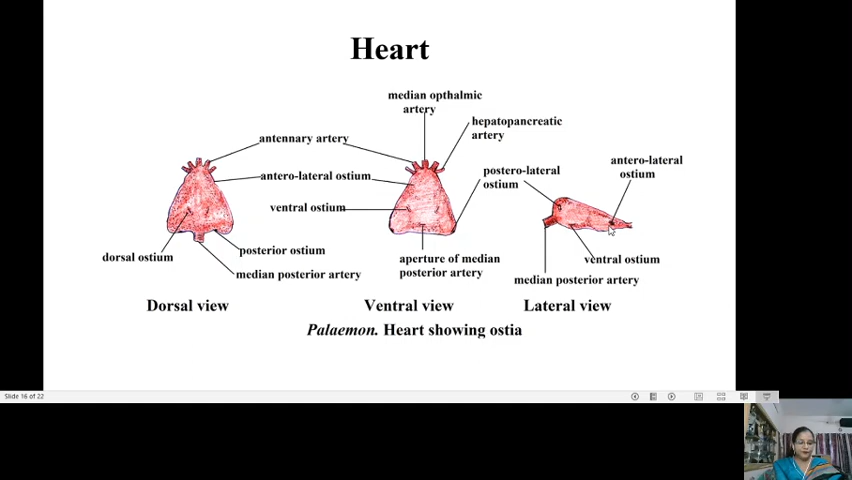 Heart
median opthalmic
artery
hepatopancreatic
artery
antennary artery
antero-lateral
ostium
postero-lateral
ostium
antero-lateral ostium
ventral ostium
dorsal ostium
posterior ostium
aperture of median
posterior artery
ventral ostium
median posterior artery
median posterior artery
Dorsal view
Ventral view
Lateral view
Palaemon. Heart showing ostia
Slide 16 of 22